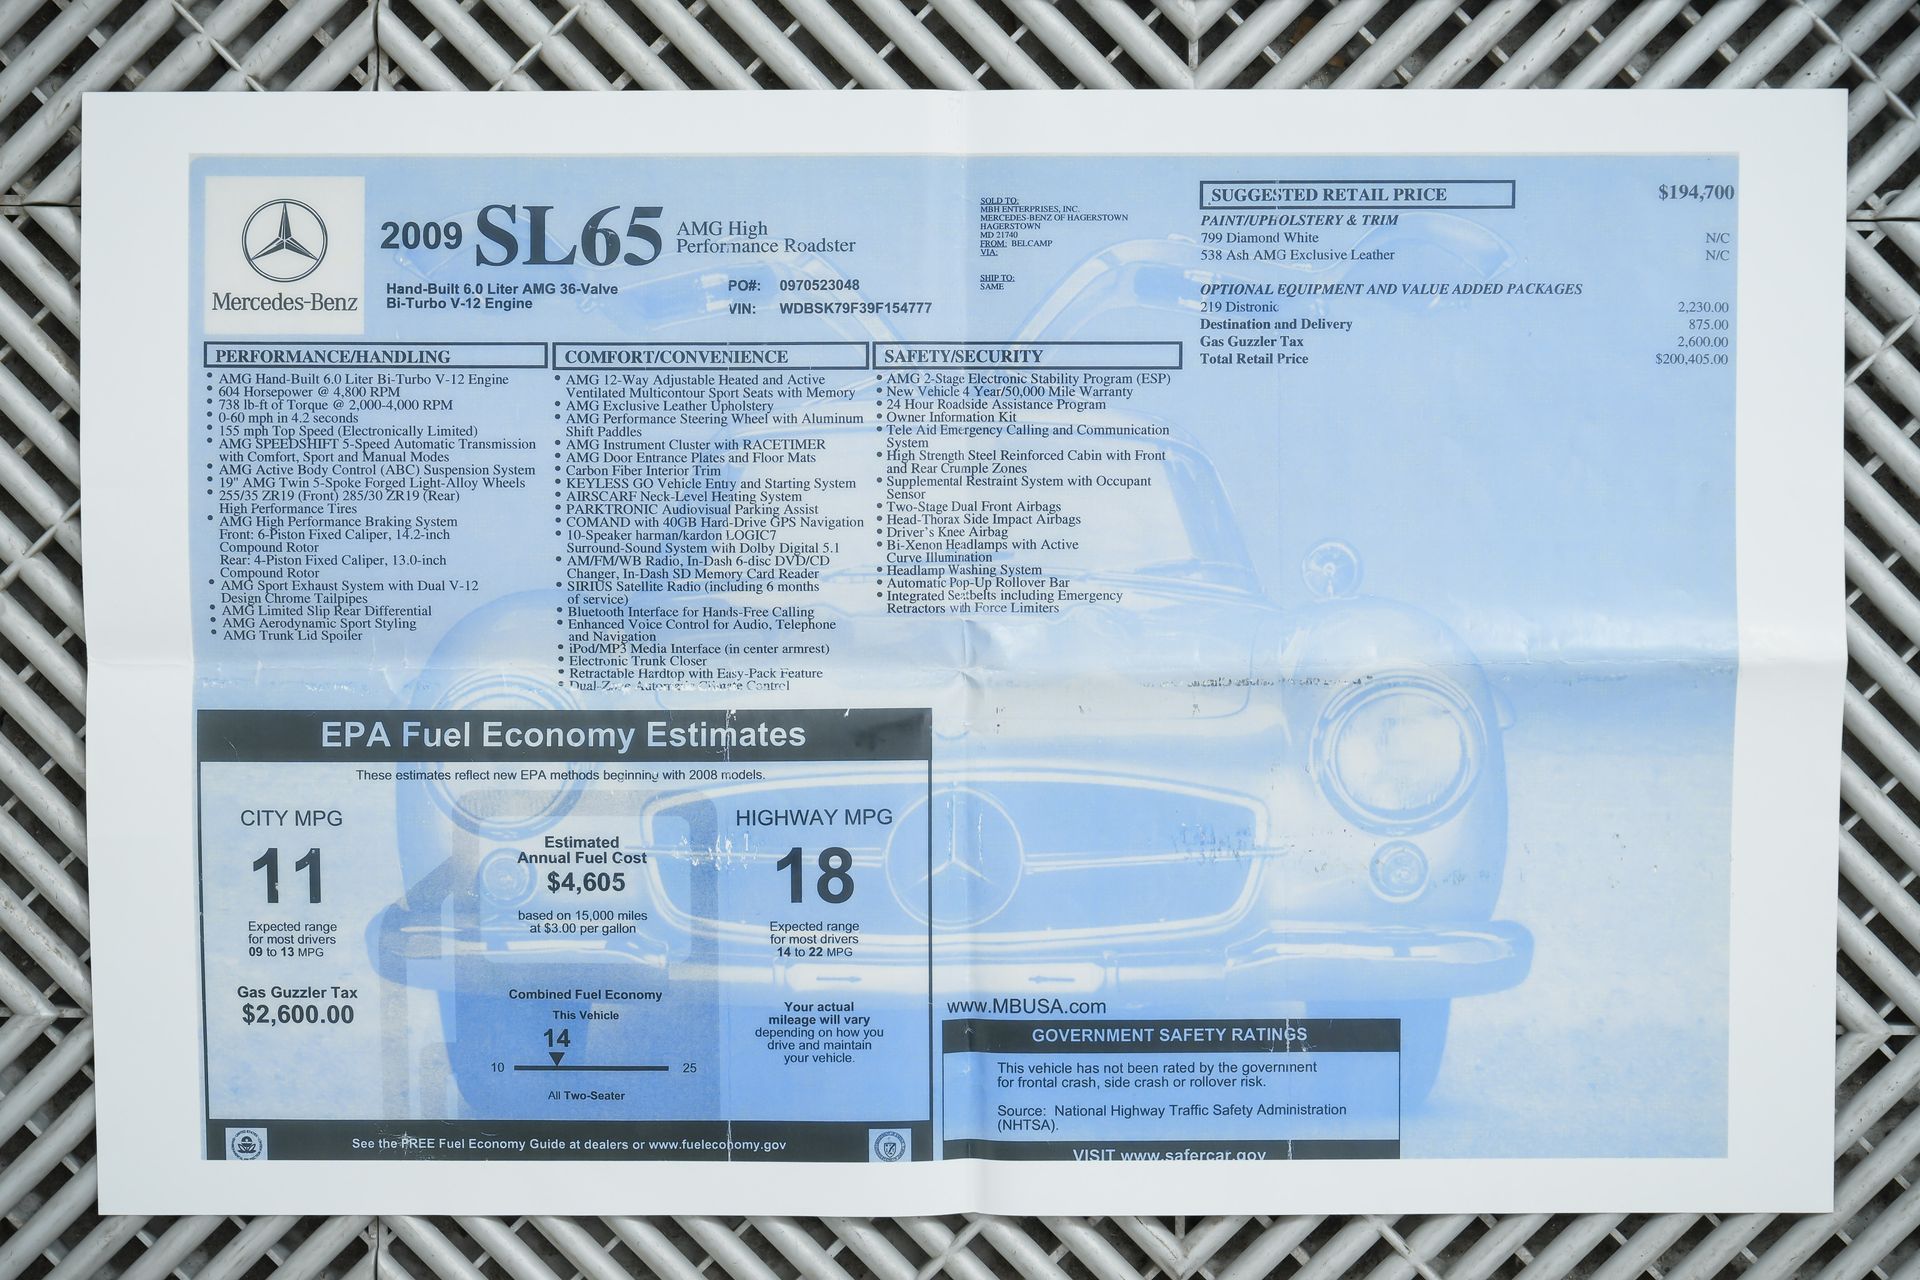 Mercedes-Benz
2009 SL65 AMG High
Performance Roadster
Hand-Built 6.0 Liter AMG 36-Valve
Bi-Turbo V-12 Engine
PO#: 0970523048
VIN: WDBSK79F39F154777
SOLD TO:
MBH ENTERPRISES, INC.
MERCEDES-BENZ OF HAGERSTOWN
HAGERSTOWN
MD 21740
FROM: BELCAMP
VIA:
SHIP TO:
SAME
SUGGESTED RETAIL PRICE $194,700
PAINT/UPHOLSTERY & TRIM
799 Diamond White N/C
538 Ash AMG Exclusive Leather N/C
OPTIONAL EQUIPMENT AND VALUE ADDED PACKAGES
219 Distronic 2,230.00
Destination and Delivery 875.00
Gas Guzzler Tax 2,600.00
Total Retail Price $200,405.00
PERFORMANCE/HANDLING
• AMG Hand-Built 6.0 Liter Bi-Turbo V-12 Engine
• 604 Horsepower @ 4,800 RPM
• 738 lb-ft of Torque @ 2,000-4,000 RPM
• 0-60 mph in 4.2 seconds
• 155 mph Top Speed (Electronically Limited)
• AMG SPEEDSHIFT 5-Speed Automatic Transmission
with Comfort, Sport and Manual Modes
• AMG Active Body Control (ABC) Suspension System
• 19" AMG Twin 5-Spoke Forged Light-Alloy Wheels
• 255/35 ZR19 (Front) 285/30 ZR19 (Rear)
High Performance Tires
• AMG High Performance Braking System
Front: 6-Piston Fixed Caliper, 14.2-inch
Compound Rotor
Rear: 4-Piston Fixed Caliper, 13.0-inch
Compound Rotor
• AMG Sport Exhaust System with Dual V-12
Design Chrome Tailpipes
• AMG Limited Slip Rear Differential
• AMG Aerodynamic Sport Styling
• AMG Trunk Lid Spoiler
COMFORT/CONVENIENCE
• AMG 12-Way Adjustable Heated and Active
Ventilated Multicontour Sport Seats with Memory
• AMG Exclusive Leather Upholstery
• AMG Performance Steering Wheel with Aluminum
Shift Paddles
• AMG Instrument Cluster with RACETIMER
• AMG Door Entrance Plates and Floor Mats
• Carbon Fiber Interior Trim
• KEYLESS GO Vehicle Entry and Starting System
• AIRSCARF Neck-Level Heating System
• PARKTRONIC Audiovisual Parking Assist
• COMAND with 40GB Hard-Drive GPS Navigation
• 10-Speaker harman/kardon LOGIC7
Surround-Sound System with Dolby Digital 5.1
• AM/FM/WB Radio, In-Dash 6-disc DVD/CD
Changer, In-Dash SD Memory Card Reader
• SIRIUS Satellite Radio (including 6 months
of service)
• Bluetooth Interface for Hands-Free Calling
• Enhanced Voice Control for Audio, Telephone
and Navigation
• iPod/MP3 Media Interface (in center armrest)
• Electronic Trunk Closer
• Retractable Hardtop with Easy-Pack Feature
• Dual-Zone Automatic Climate Control
SAFETY/SECURITY
• AMG 2-Stage Electronic Stability Program (ESP)
• New Vehicle 4 Year/50,000 Mile Warranty
• 24 Hour Roadside Assistance Program
• Owner Information Kit
• Tele Aid Emergency Calling and Communication
System
• High Strength Steel Reinforced Cabin with Front
and Rear Crumple Zones
• Supplemental Restraint System with Occupant
Sensor
• Two-Stage Dual Front Airbags
• Head-Thorax Side Impact Airbags
• Driver's Knee Airbag
• Bi-Xenon Headlamps with Active
Curve Illumination
• Headlamp Washing System
• Automatic Pop-Up Rollover Bar
• Integrated Seatbelts including Emergency
Retractors with Force Limiters
EPA Fuel Economy Estimates
These estimates reflect new EPA methods beginning with 2008 models.
CITY MPG
11
Expected range
for most drivers
09 to 13 MPG
Gas Guzzler Tax
$2,600.00
Estimated
Annual Fuel Cost
$4,605
based on 15,000 miles
at $3.00 per gallon
Combined Fuel Economy
This Vehicle
14
10 25
All Two-Seater
HIGHWAY MPG
18
Expected range
for most drivers
14 to 22 MPG
Your actual
mileage will vary
depending on how you
drive and maintain
your vehicle.
See the FREE Fuel Economy Guide at dealers or www.fueleconomy.gov
www.MBUSA.com
GOVERNMENT SAFETY RATINGS
This vehicle has not been rated by the government
for frontal crash, side crash or rollover risk.
Source: National Highway Traffic Safety Administration
(NHTSA).
VISIT www.safercar.gov